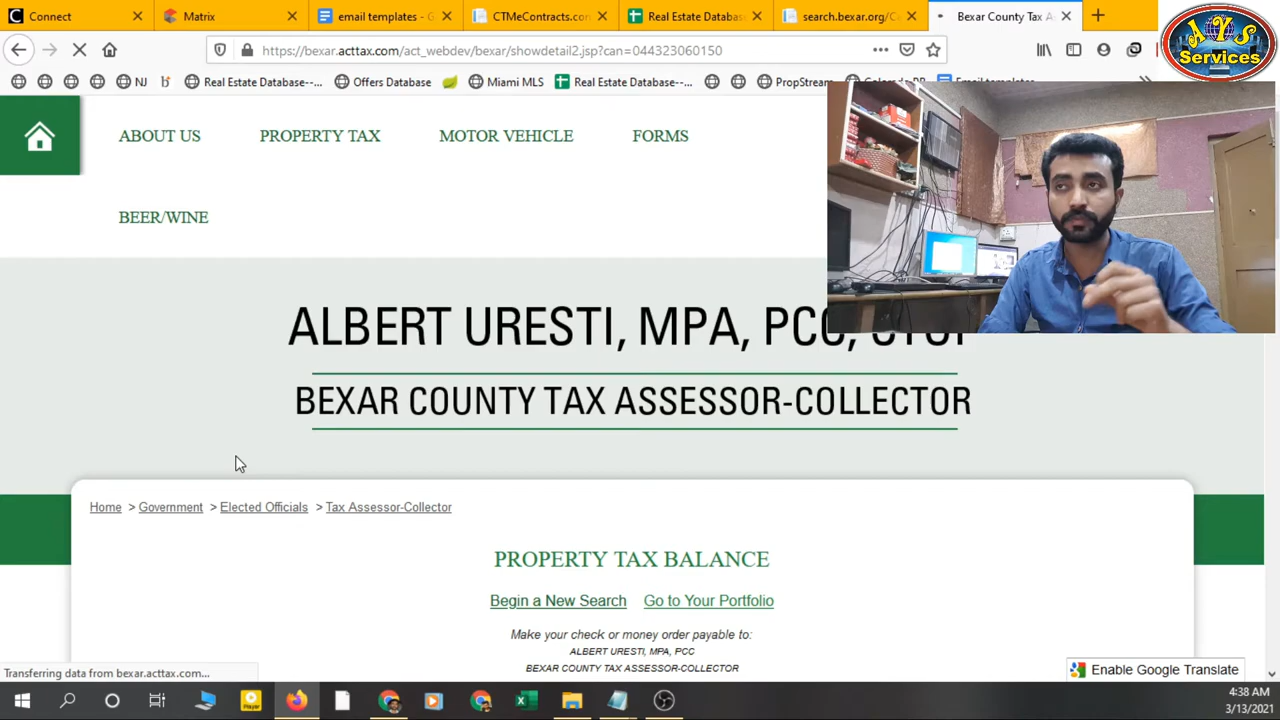 Connect
Matrix
email templates - G
CTMeContracts.con
Real Estate Databas
search.bexar.org/C
Bexar County Tax A
AYS
Services
https://bexar.acttax.com/act_webdev/bexar/showdetail2.jsp?can=044323060150
NJ
Real Estate Database--...
Offers Database
Miami MLS
Real Estate Database--...
PropStream
ABOUT US
PROPERTY TAX
MOTOR VEHICLE
FORMS
BEER/WINE
ALBERT URESTI, MPA, PCC,
BEXAR COUNTY TAX ASSESSOR-COLLECTOR
Home > Government > Elected Officials > Tax Assessor-Collector
PROPERTY TAX BALANCE
Begin a New Search Go to Your Portfolio
Make your check or money order payable to:
ALBERT URESTI, MPA, PCC
BEXAR COUNTY TAX ASSESSOR-COLLECTOR
Transferring data from bexar.acttax.com...
Enable Google Translate
Player
4:38 AM
3/13/2021